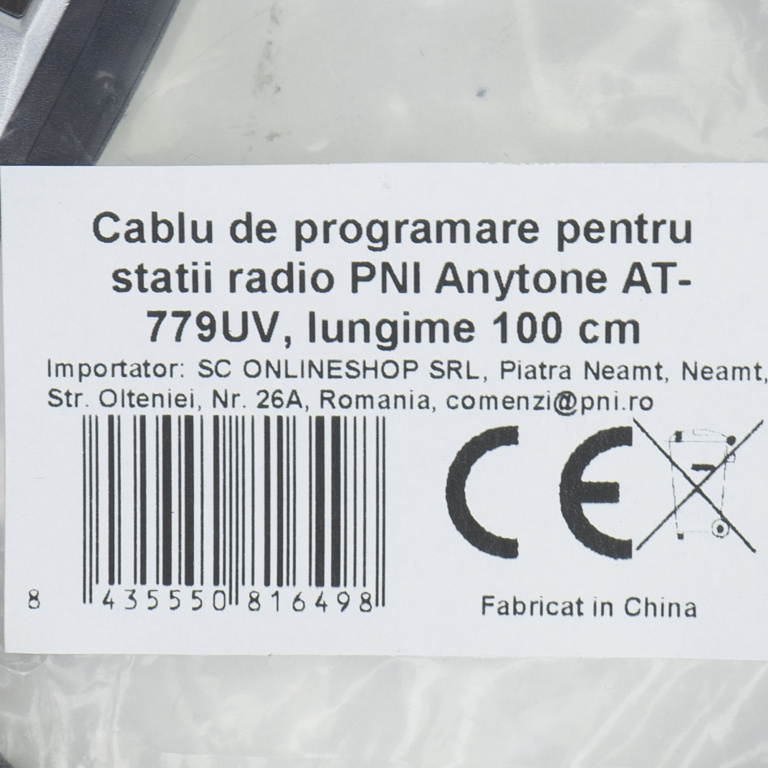 Cablu de programare pentru
statii radio PNI Anytone AT-
779UV, lungime 100 cm
Importator: SC ONLINESHOP SRL, Piatra Neamt, Neamt,
Str. Olteniei, Nr. 26A, Romania, comenzi@pni.ro
CE
8 435550 816498
Fabricat in China